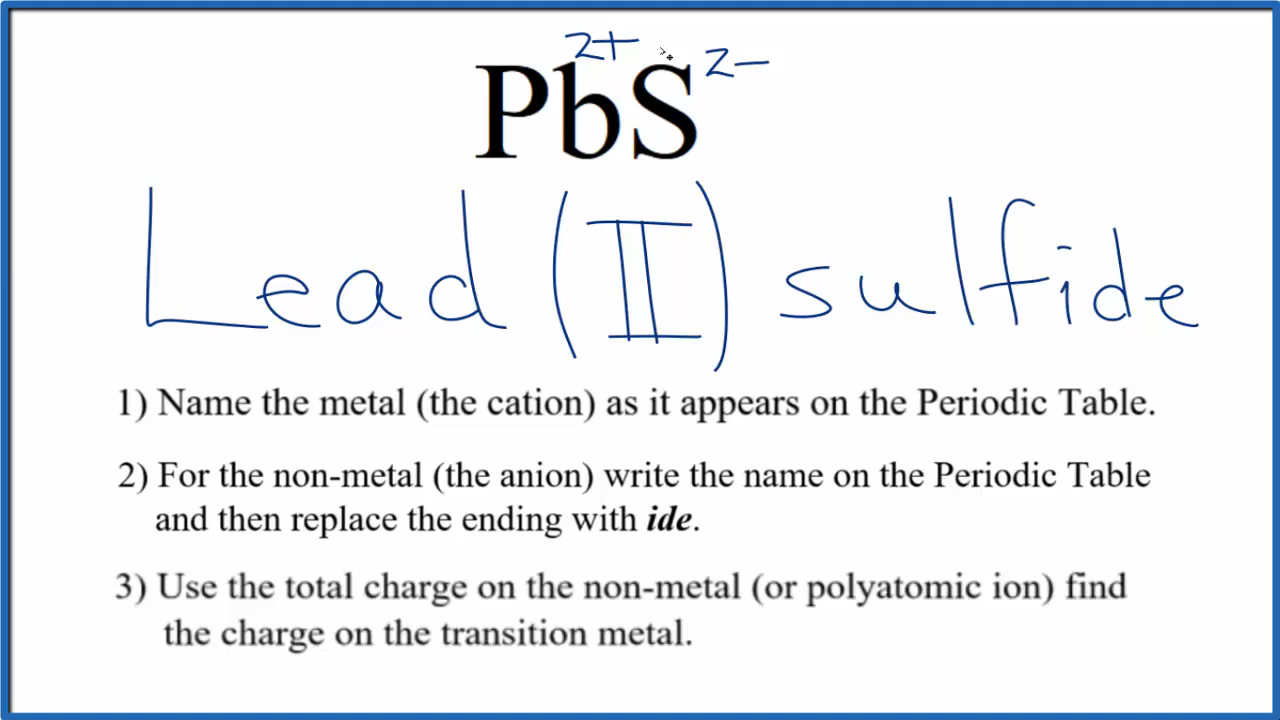 2+ 2-
PbS
Lead (II) sulfide
1) Name the metal (the cation) as it appears on the Periodic Table.
2) For the non-metal (the anion) write the name on the Periodic Table
and then replace the ending with ide.
3) Use the total charge on the non-metal (or polyatomic ion) find
the charge on the transition metal.